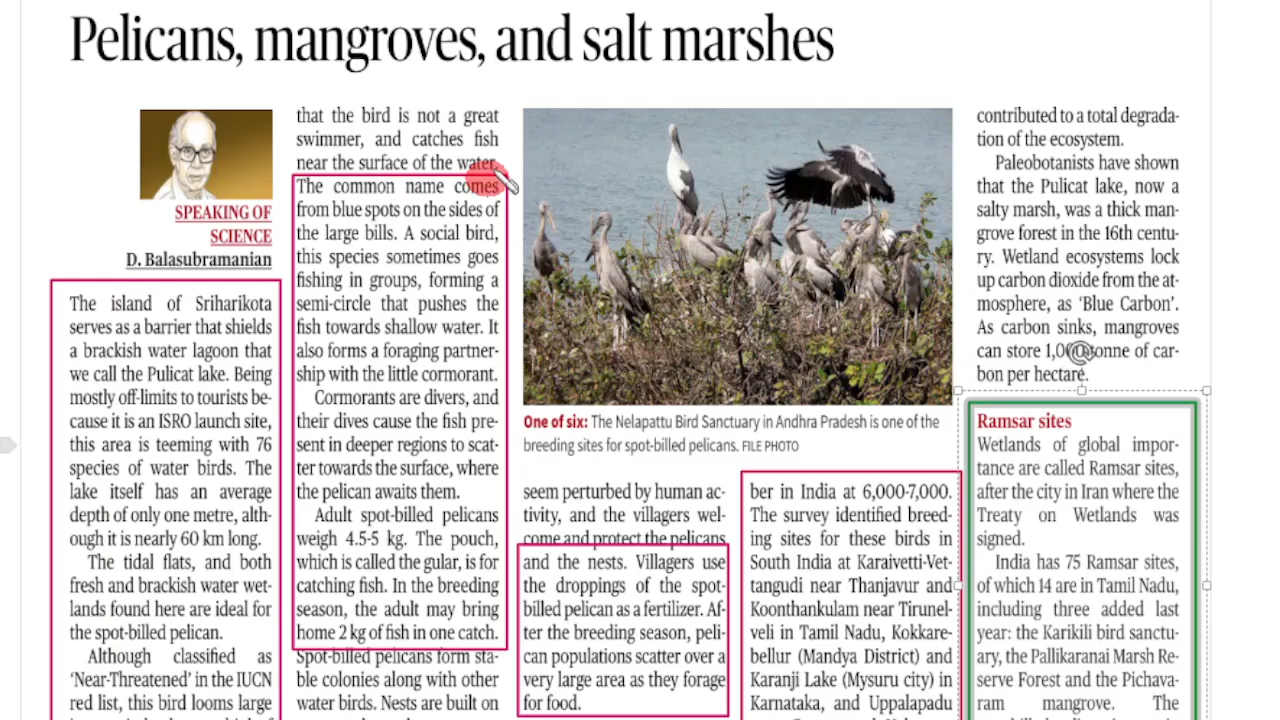 Pelicans, mangroves, and salt marshes
SPEAKING OF
SCIENCE
D. Balasubramanian
The island of Sriharikota
serves as a barrier that shields
a brackish water lagoon that
we call the Pulicat lake. Being
mostly off-limits to tourists be-
cause it is an ISRO launch site,
this area is teeming with 76
species of water birds. The
lake itself has an average
depth of only one metre, alth-
ough it is nearly 60 km long.
The tidal flats, and both
fresh and brackish water wet-
lands found here are ideal for
the spot-billed pelican.
Although classified as
'Near-Threatened' in the IUCN
red list, this bird looms large
that the bird is not a great
swimmer, and catches fish
near the surface of the water.
The common name comes
from blue spots on the sides of
the large bills. A social bird,
this species sometimes goes
fishing in groups, forming a
semi-circle that pushes the
fish towards shallow water. It
also forms a foraging partner-
ship with the little cormorant.
Cormorants are divers, and
their dives cause the fish pre-
sent in deeper regions to scat-
ter towards the surface, where
the pelican awaits them.
Adult spot-billed pelicans
weigh 4.5-5 kg. The pouch,
which is called the gular, is for
catching fish. In the breeding
season, the adult may bring
home 2 kg of fish in one catch.
Spot-billed pelicans form sta-
ble colonies along with other
water birds. Nests are built on
One of six: The Nelapattu Bird Sanctuary in Andhra Pradesh is one of the
breeding sites for spot-billed pelicans. FILE PHOTO
seem perturbed by human ac-
tivity, and the villagers wel-
come and protect the pelicans
and the nests. Villagers use
the droppings of the spot-
billed pelican as a fertilizer. Af-
ter the breeding season, peli-
can populations scatter over a
very large area as they forage
for food.
ber in India at 6,000-7,000.
The survey identified breed-
ing sites for these birds in
South India at Karaivetti-Vet-
tangudi near Thanjavur and
Koonthankulam near Tirunel-
veli in Tamil Nadu, Kokkare-
bellur (Mandya District) and
Karanji Lake (Mysuru city) in
Karnataka, and Uppalapadu
contributed to a total degrada-
tion of the ecosystem.
Paleobotanists have shown
that the Pulicat lake, now a
salty marsh, was a thick man-
grove forest in the 16th centu-
ry. Wetland ecosystems lock
up carbon dioxide from the at-
mosphere, as 'Blue Carbon'.
As carbon sinks, mangroves
can store tonne of car-
bon per hectare.
Ramsar sites
Wetlands of global impor-
tance are called Ramsar sites,
after the city in Iran where the
Treaty on Wetlands was
signed.
India has 75 Ramsar sites,
of which 14 are in Tamil Nadu,
including three added last
year: the Karikili bird sanctu-
ary, the Pallikaranai Marsh Re-
serve Forest and the Pichava-
ram mangrove. The